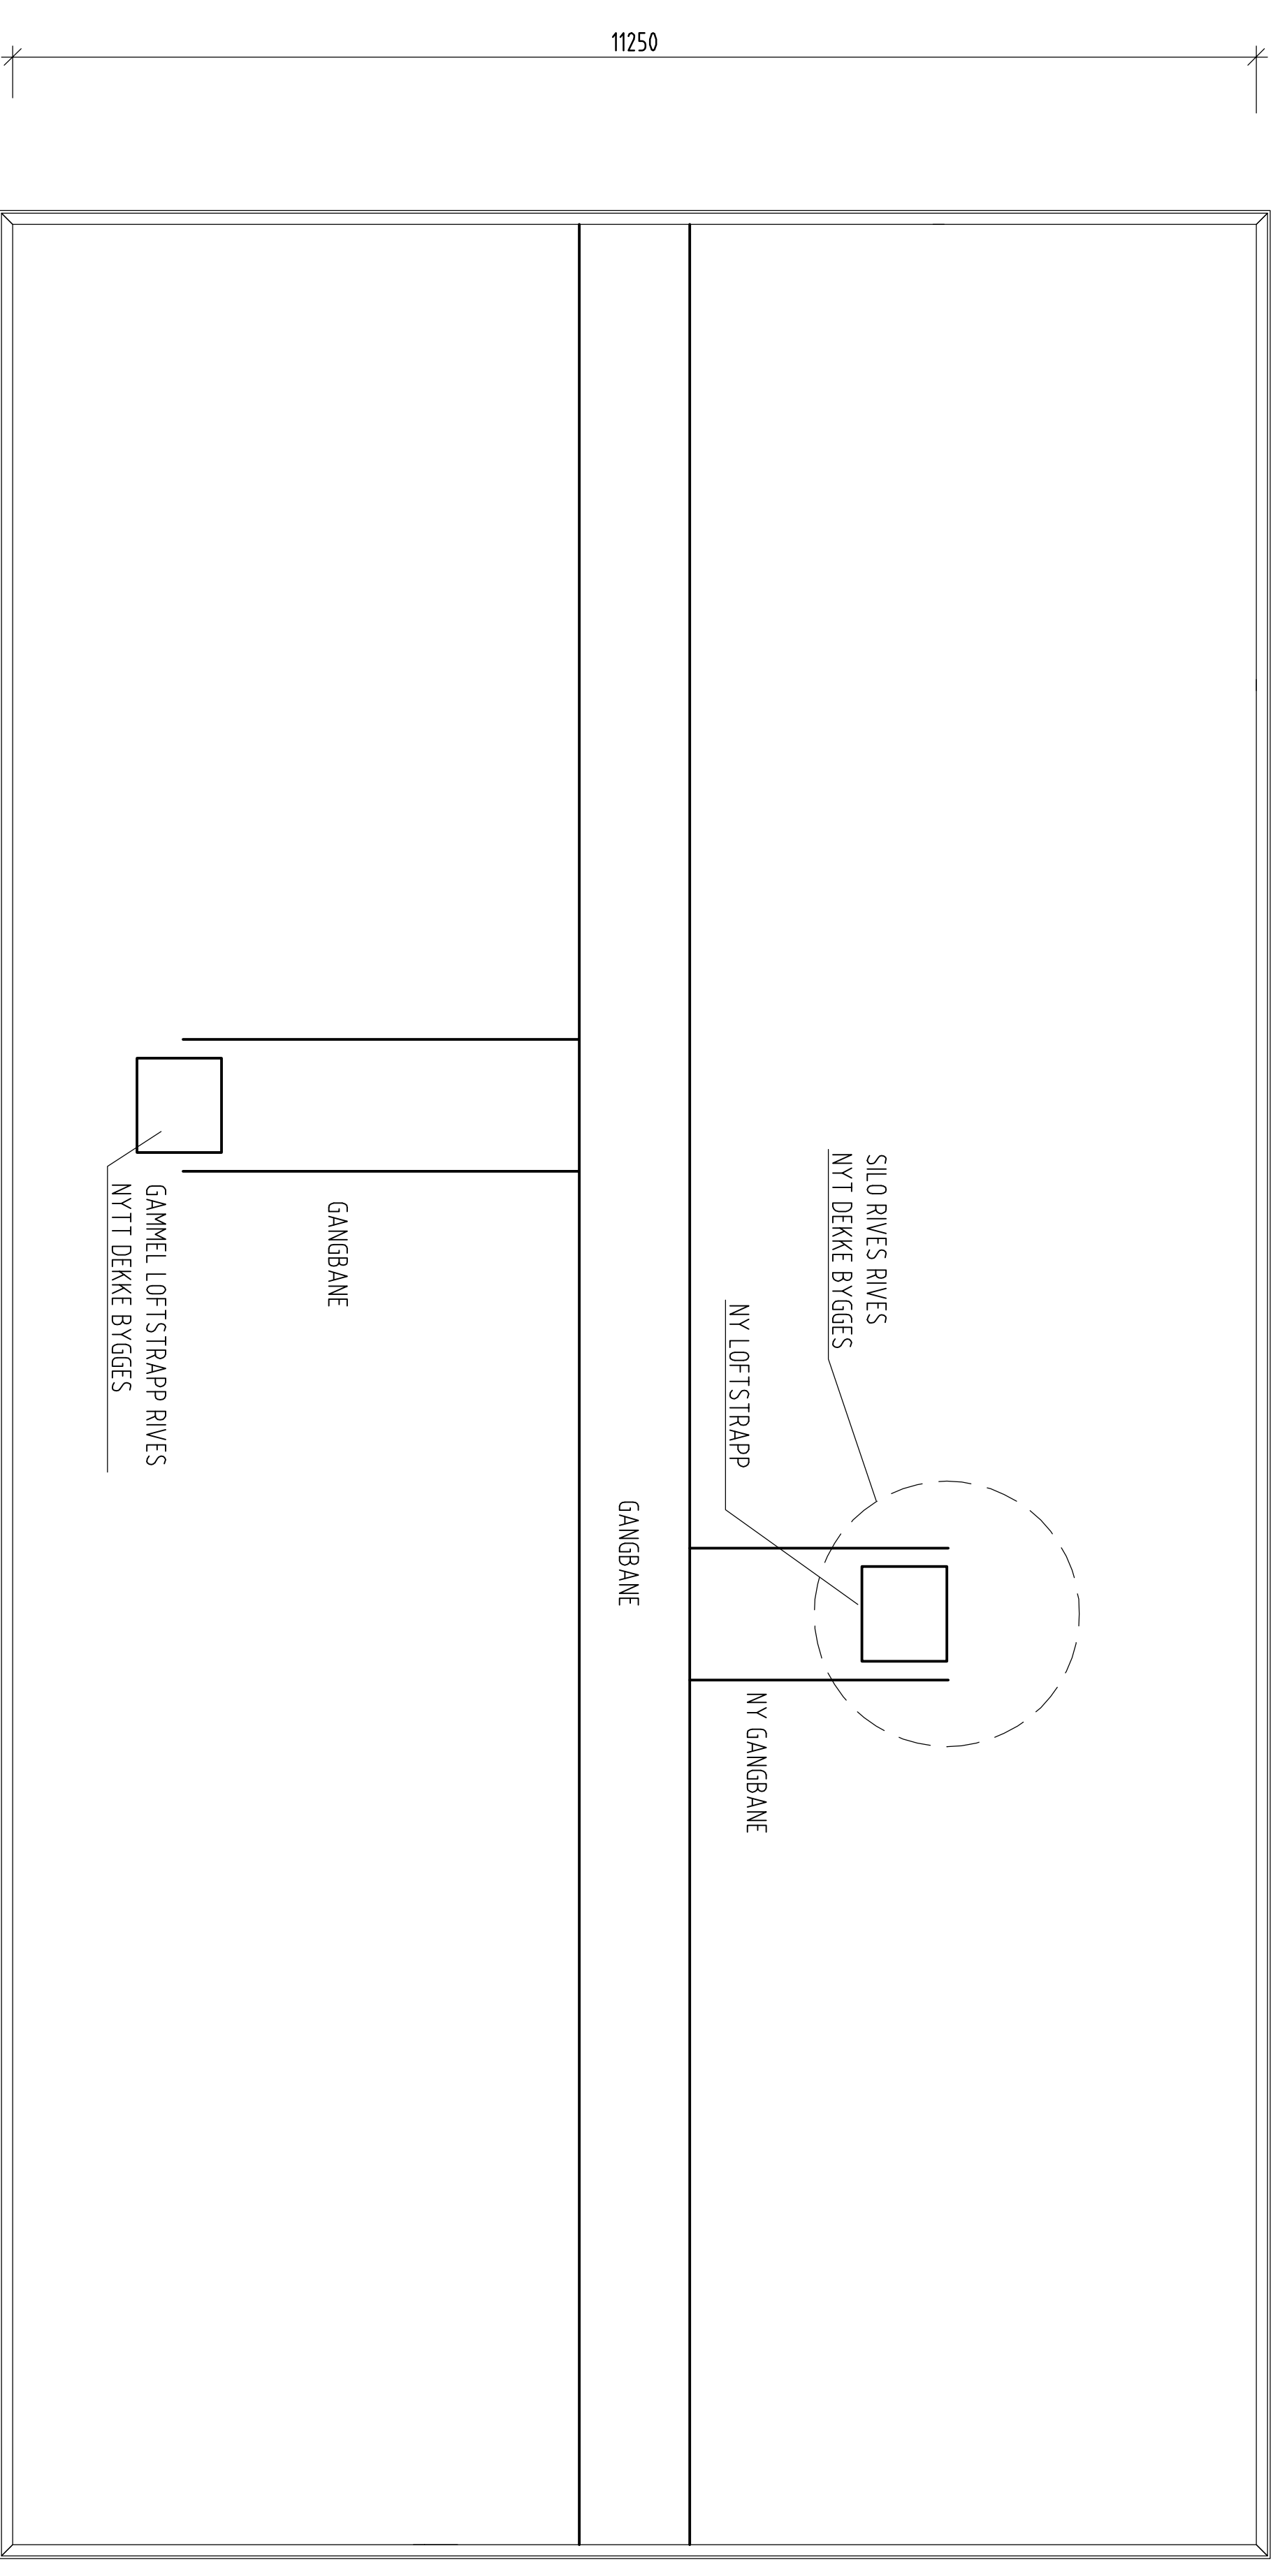 11250
SILO RIVES RIVES
NYT DEKKE BYGGES
NY LOFTSTRAPP
NY GANGBANE
GANGBANE
GANGBANE
GAMMEL LOFTSTRAPP RIVES
NYTT DEKKE BYGGES